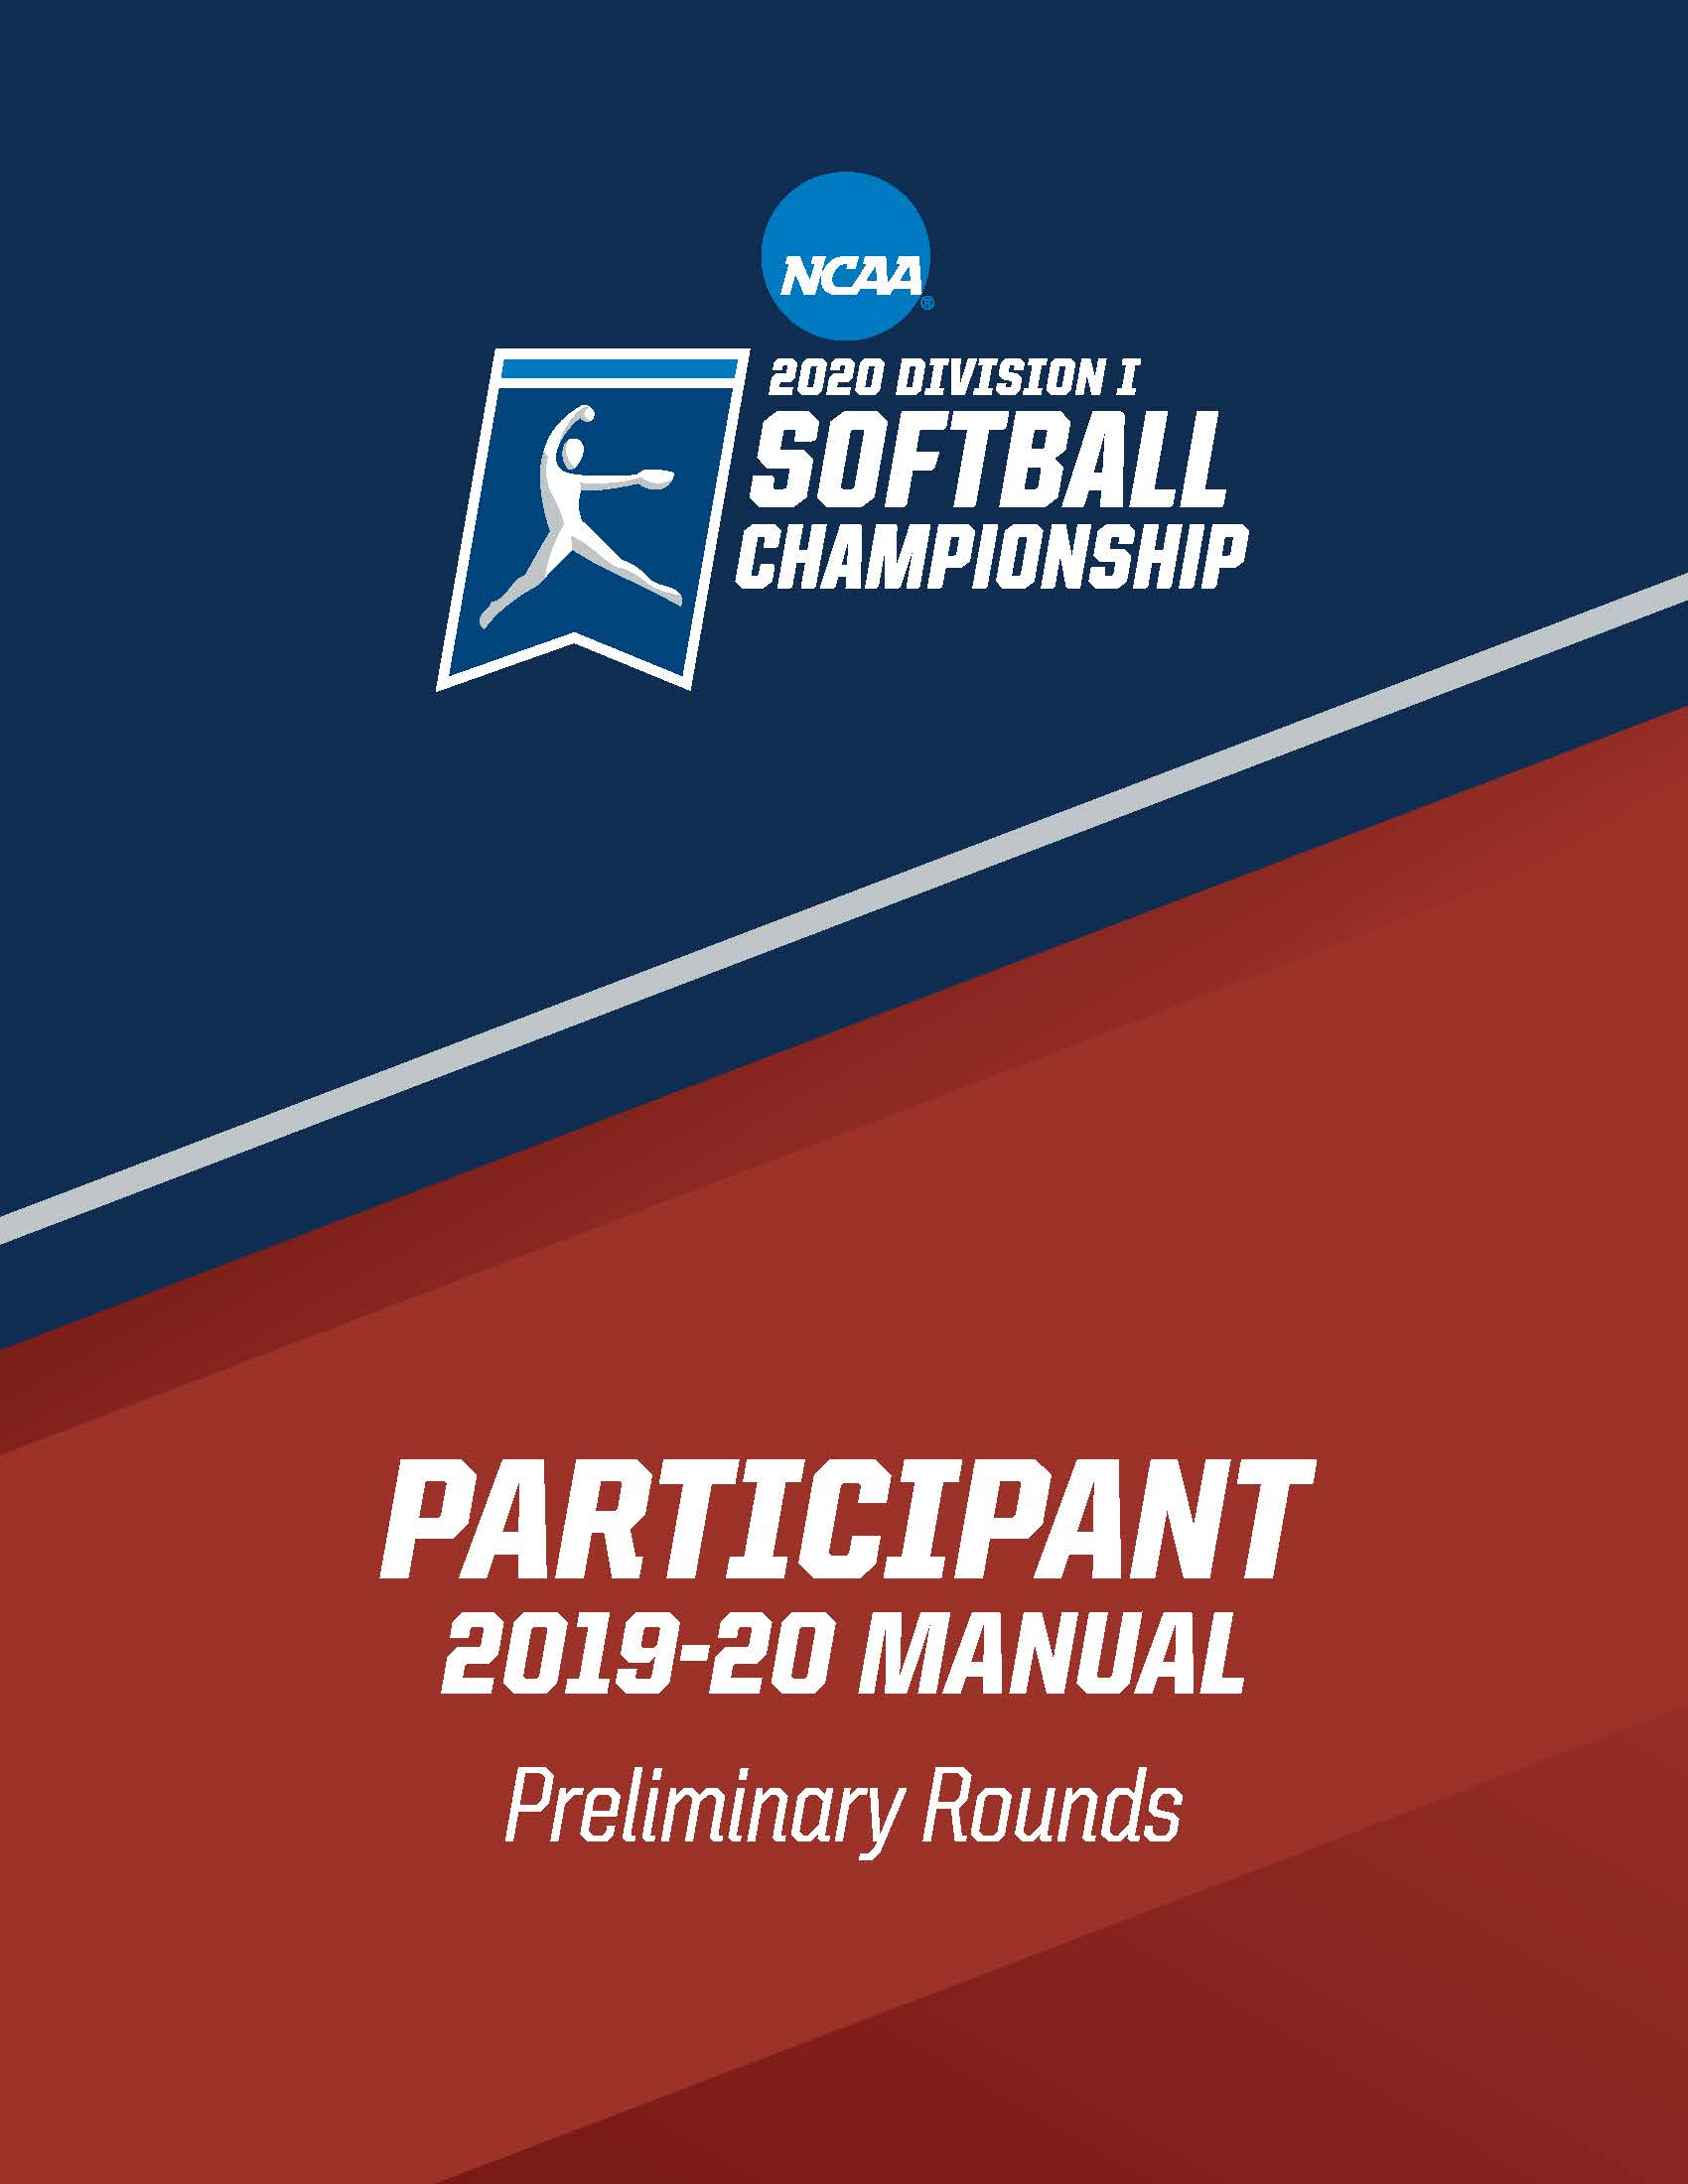 NCAA®
2020 DIVISION I
SOFTBALL
CHAMPIONSHIP
PARTICIPANT
2019-20 MANUAL
Preliminary Rounds